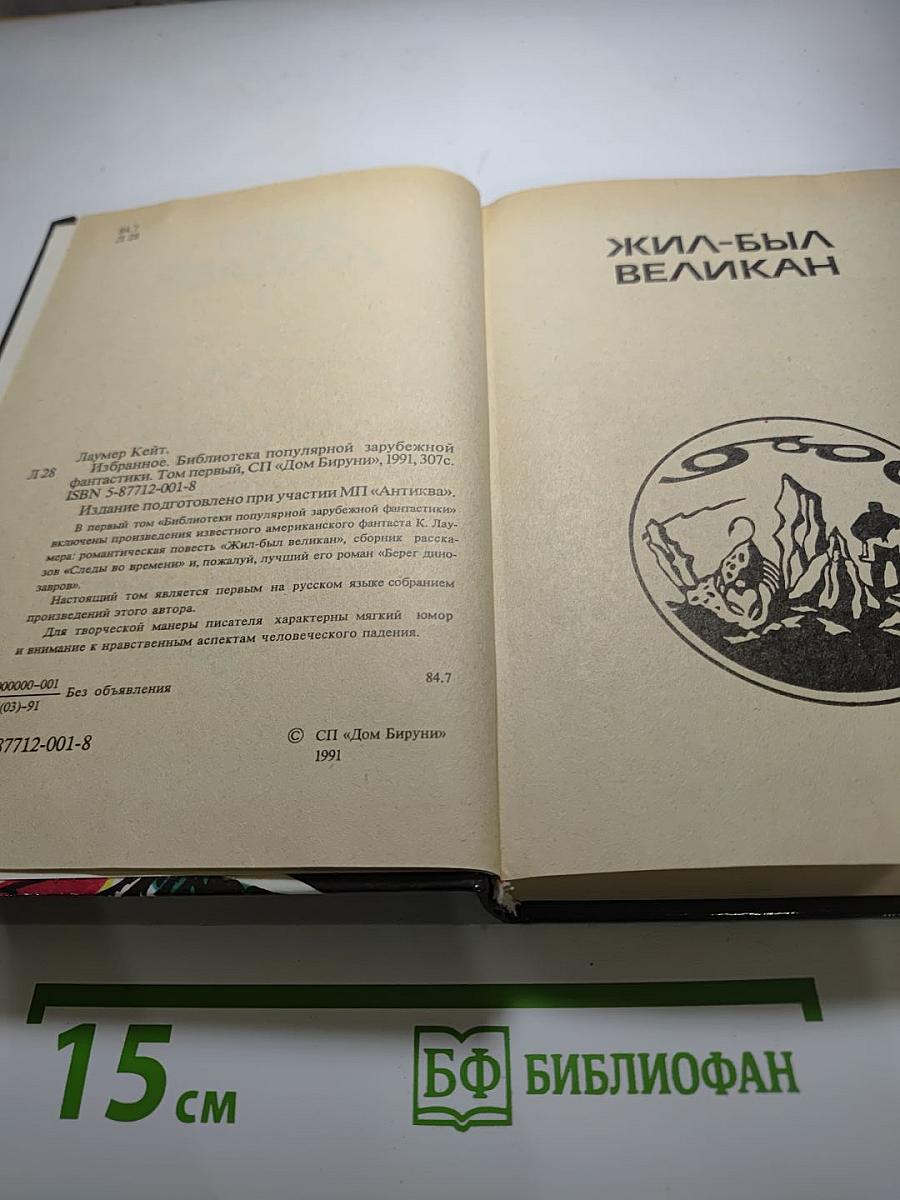 84.7
Л 28
Лаумер Кейт.
Л 28 Избранное. Библиотека популярной зарубежной
фантастики. Том первый, СП «Дом Бируни», 1991, 307с.
ISBN 5-87712-001-8
Издание подготовлено при участии МП «Антиква».
В первый том «Библиотеки популярной зарубежной фантастики»
включены произведения известного американского фантаста К. Лау-
мера: романтическая повесть «Жил-был великан», сборник расска-
зов «Следы во времени» и, пожалуй, лучший его роман «Берег дино-
завров».
Настоящий том является первым на русском языке собранием
произведений этого автора.
Для творческой манеры писателя характерны мягкий юмор
и внимание к нравственным аспектам человеческого падения.
000000-001
(03)-91
Без объявления
84.7
87712-001-8
© СП «Дом Бируни»
1991
ЖИЛ-БЫЛ
ВЕЛИКАН
15 см
БФ БИБЛИОФАН